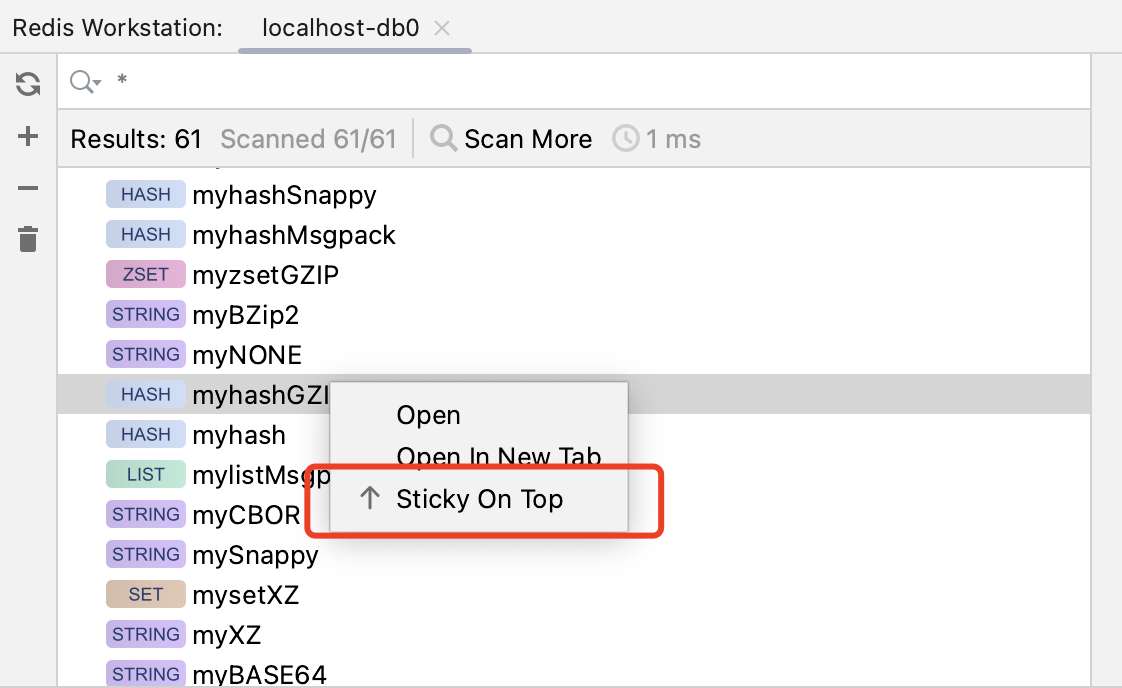 Redis Workstation: localhost-db0
*
Results: 61 Scanned 61/61 Scan More 1 ms
HASH myhashSnappy
HASH myhashMsgpack
ZSET myzsetGZIP
STRING myBZip2
STRING myNONE
HASH myhashGZI
Open
HASH myhash
Open In New Tab
LIST mylistMsgp
Sticky On Top
STRING myCBOR
STRING mySnappy
SET mysetXZ
STRING myXZ
STRING myBASE64